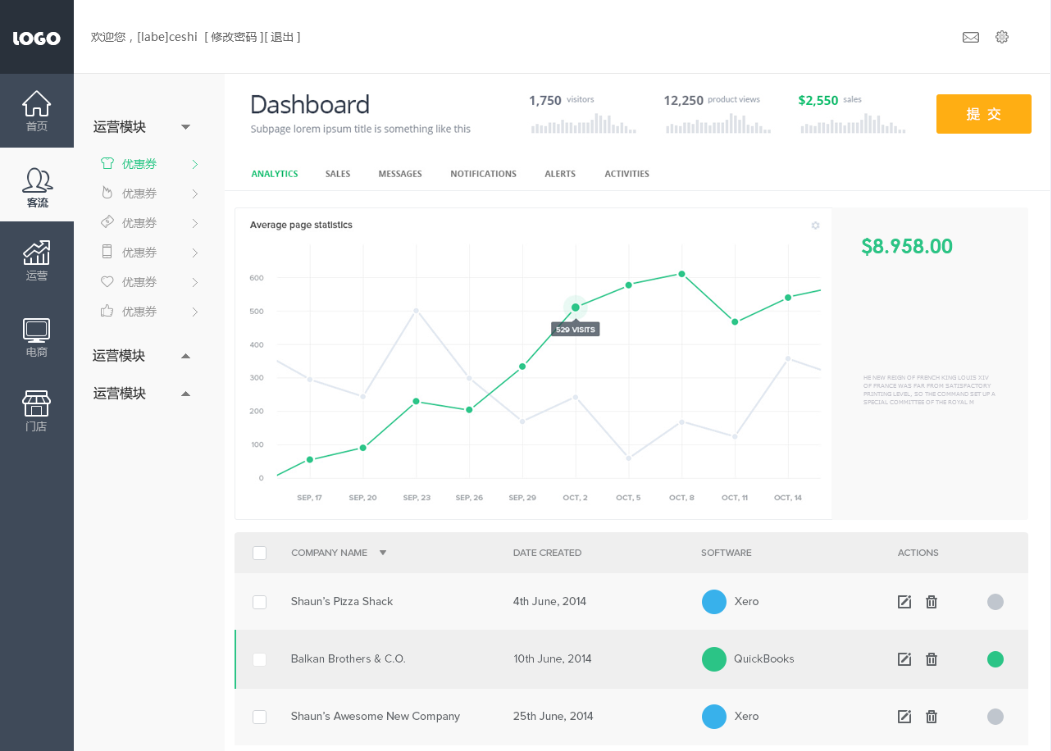 LOGO
欢迎您，[label]ceshi [ 修改密码 ][ 退出 ]
首页
客流
运营
电商
门店
运营模块
优惠券
优惠券
优惠券
优惠券
优惠券
优惠券
运营模块
运营模块
Dashboard
Subpage lorem ipsum title is something like this
1,750 visitors
12,250 product views
$2,550 sales
提 交
ANALYTICS SALES MESSAGES NOTIFICATIONS ALERTS ACTIVITIES
Average page statistics
600
500
400
300
200
100
0
529 VISITS
SEP, 17 SEP, 20 SEP, 23 SEP, 26 SEP, 29 OCT, 2 OCT, 5 OCT, 8 OCT, 11 OCT, 14
$8.958.00
HE NEW REIGN OF FRENCH KING LOUIS XIV
OF FRANCE WAS FAR FROM SATISFACTORY
PRINTING LEVEL, SO THE COMMAND SET UP A
SPECIAL COMMITTEE OF THE ROYAL M
COMPANY NAME DATE CREATED SOFTWARE ACTIONS
Shaun's Pizza Shack 4th June, 2014 Xero
Balkan Brothers & C.O. 10th June, 2014 QuickBooks
Shaun's Awesome New Company 25th June, 2014 Xero